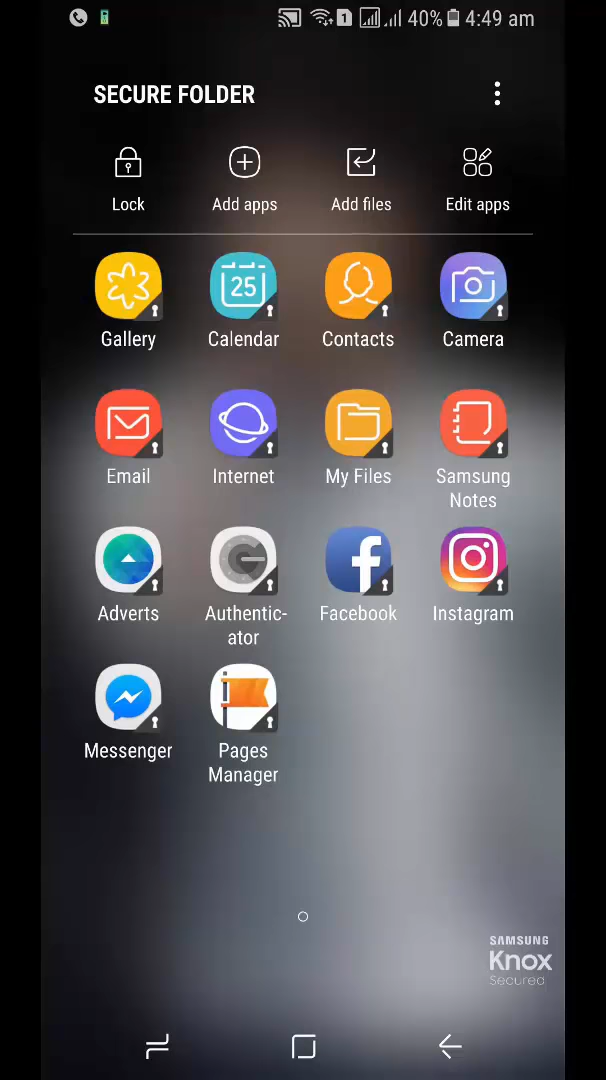 1 40% 4:49 am
SECURE FOLDER
Lock Add apps Add files Edit apps
25
Gallery Calendar Contacts Camera
Email Internet My Files Samsung
Notes
Adverts Authentic- Facebook Instagram
ator
Messenger Pages
Manager
SAMSUNG
Knox
Secured